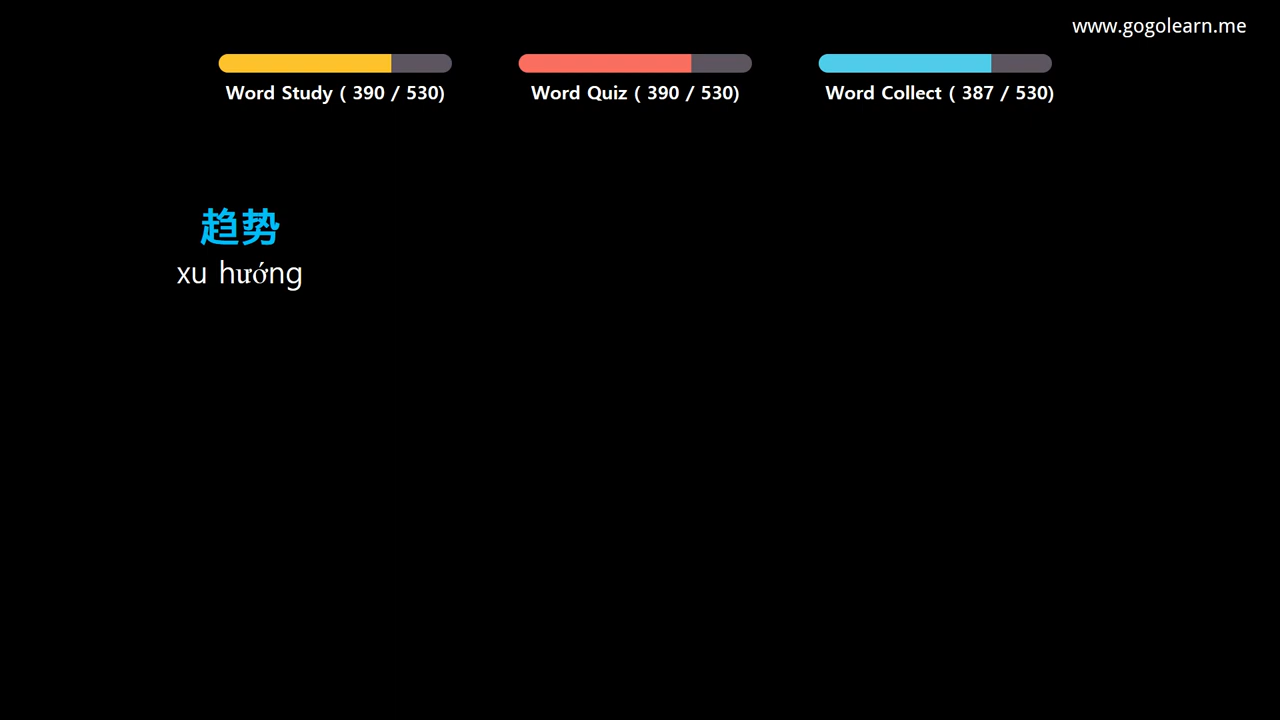 www.gogolearn.me
Word Study ( 390 / 530)
Word Quiz ( 390 / 530)
Word Collect ( 387 / 530)
趋势
xu hướng